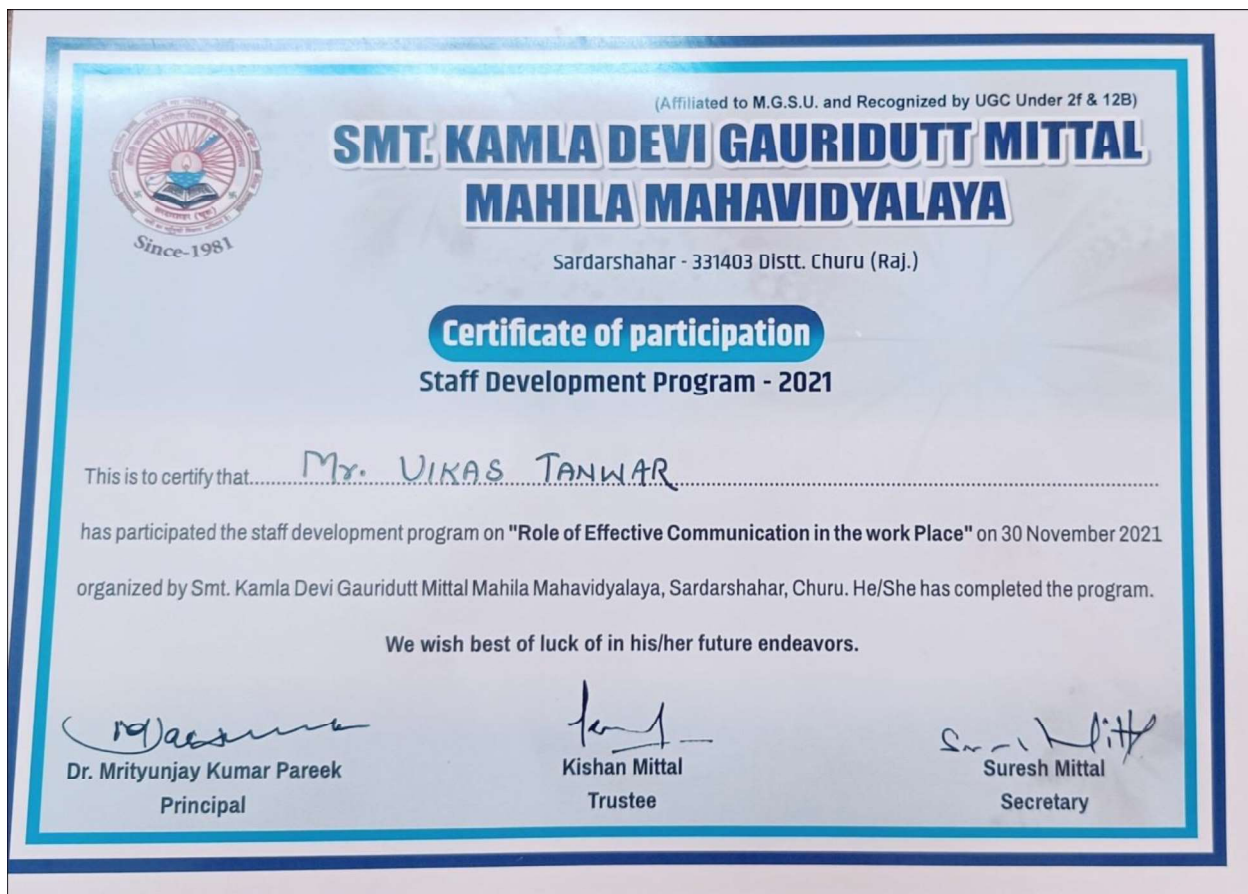 (Affiliated to M.G.S.U. and Recognized by UGC Under 2f & 12B)
SMT. KAMLA DEVI GAURIDUTT MITTAL
MAHILA MAHAVIDYALAYA
Since-1981
Sardarshahar - 331403 Distt. Churu (Raj.)
Certificate of participation
Staff Development Program - 2021
This is to certify that.......... Mr. VIKAS TANWAR
has participated the staff development program on "Role of Effective Communication in the work Place" on 30 November 2021
organized by Smt. Kamla Devi Gauridutt Mittal Mahila Mahavidyalaya, Sardarshahar, Churu. He/She has completed the program.
We wish best of luck of in his/her future endeavors.
Dr. Mrityunjay Kumar Pareek
Principal
Kishan Mittal
Trustee
Suresh Mittal
Secretary